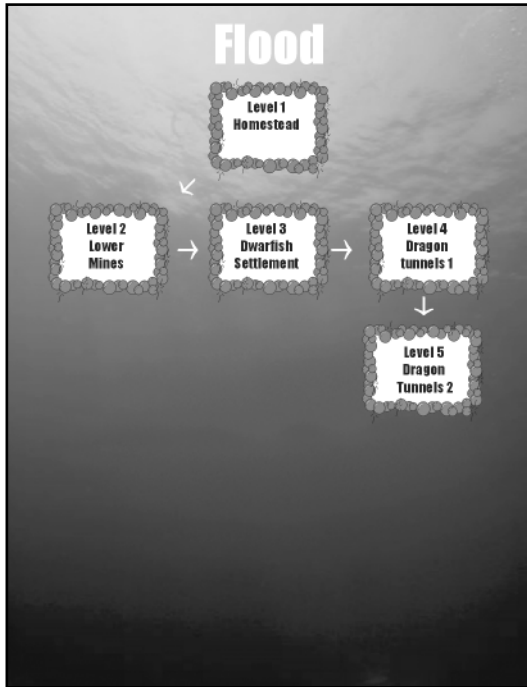 Flood
Level 1
Homestead
Level 2
Lower
Mines
Level 3
Dwarfish
Settlement
Level 4
Dragon
tunnels 1
Level 5
Dragon
Tunnels 2